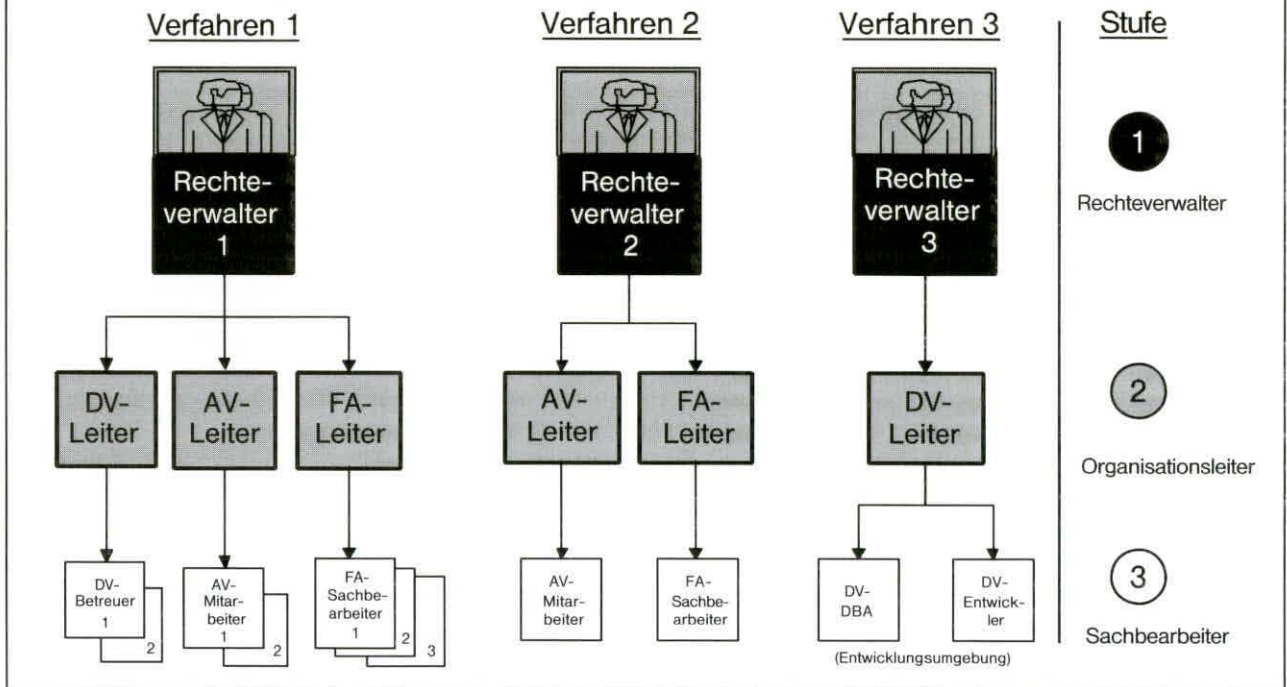 Verfahren 1
Verfahren 2
Verfahren 3
Stufe
Rechte-
verwalter
1
Rechte-
verwalter
2
Rechte-
verwalter
3
1
Rechteverwalter
DV-
Leiter
AV-
Leiter
FA-
Leiter
AV-
Leiter
FA-
Leiter
DV-
Leiter
2
Organisationsleiter
DV-
Betreuer
1
2
AV-
Mitar-
beiter
1
2
FA-
Sachbe-
arbeiter
1
2
3
AV-
Mitar-
beiter
FA-
Sachbe-
arbeiter
DV-
DBA
DV-
Entwick-
ler
(Entwicklungsumgebung)
3
Sachbearbeiter